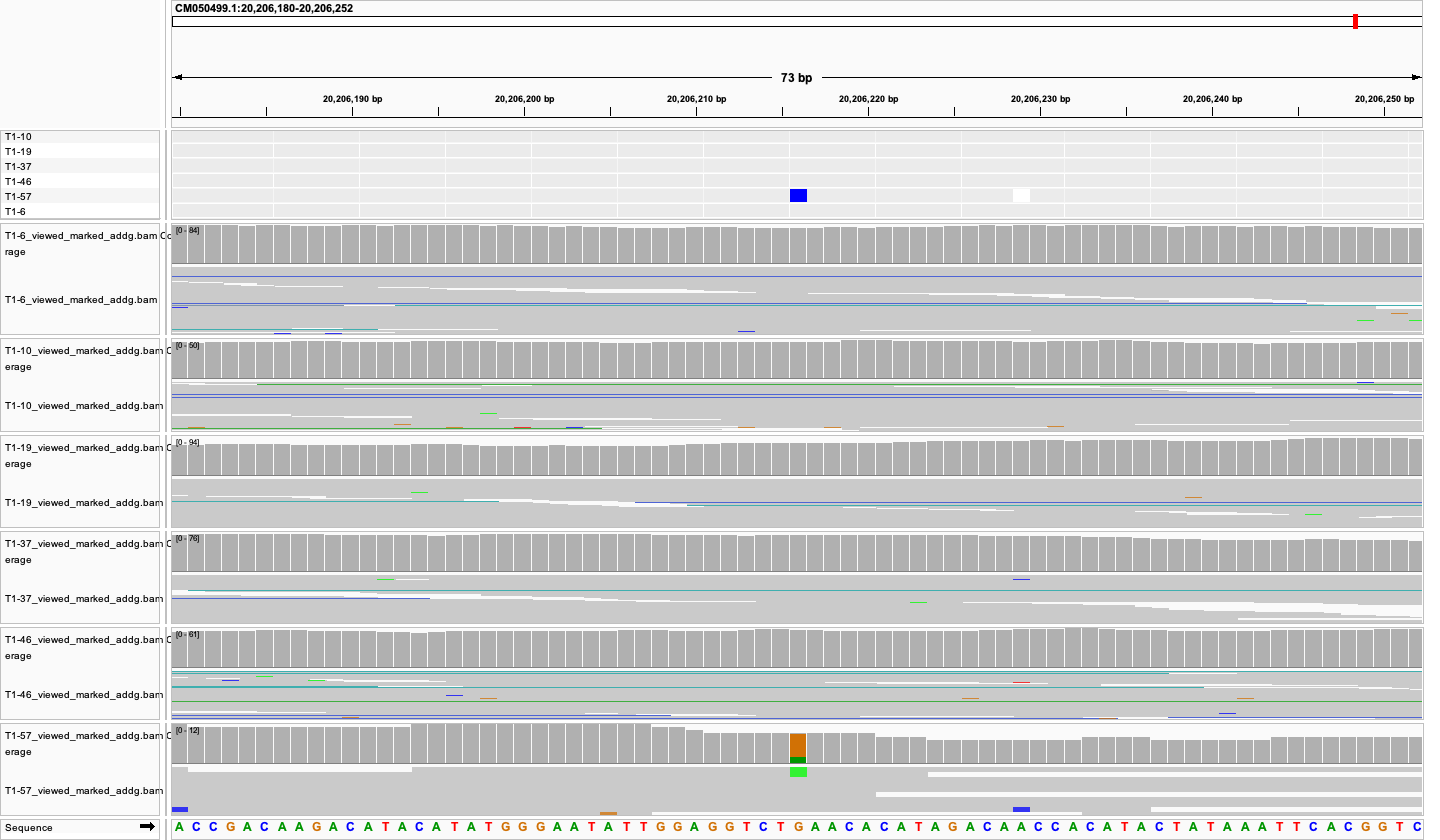 CM050499.1:20,206,180-20,206,252
73 bp
20,206,190 bp 20,206,200 bp 20,206,210 bp 20,206,220 bp 20,206,230 bp 20,206,240 bp 20,206,250 bp
T1-10
T1-19
T1-37
T1-46
T1-57
T1-6
T1-6_viewed_marked_addg.bam Co
rage
[0 - 84]
T1-6_viewed_marked_addg.bam
T1-10_viewed_marked_addg.bam C
erage
[0 - 50]
T1-10_viewed_marked_addg.bam
T1-19_viewed_marked_addg.bam C
erage
[0 - 94]
T1-19_viewed_marked_addg.bam
T1-37_viewed_marked_addg.bam C
erage
[0 - 76]
T1-37_viewed_marked_addg.bam
T1-46_viewed_marked_addg.bam C
erage
[0 - 61]
T1-46_viewed_marked_addg.bam
T1-57_viewed_marked_addg.bam C
erage
[0 - 12]
T1-57_viewed_marked_addg.bam
Sequence A C C G A C A A G A C A T A C A T A T G G G A A T A T T G G A G G T C T G A A C A C A T A G A C A A C C A C A T A C T A T A A A T T C A C G G T C